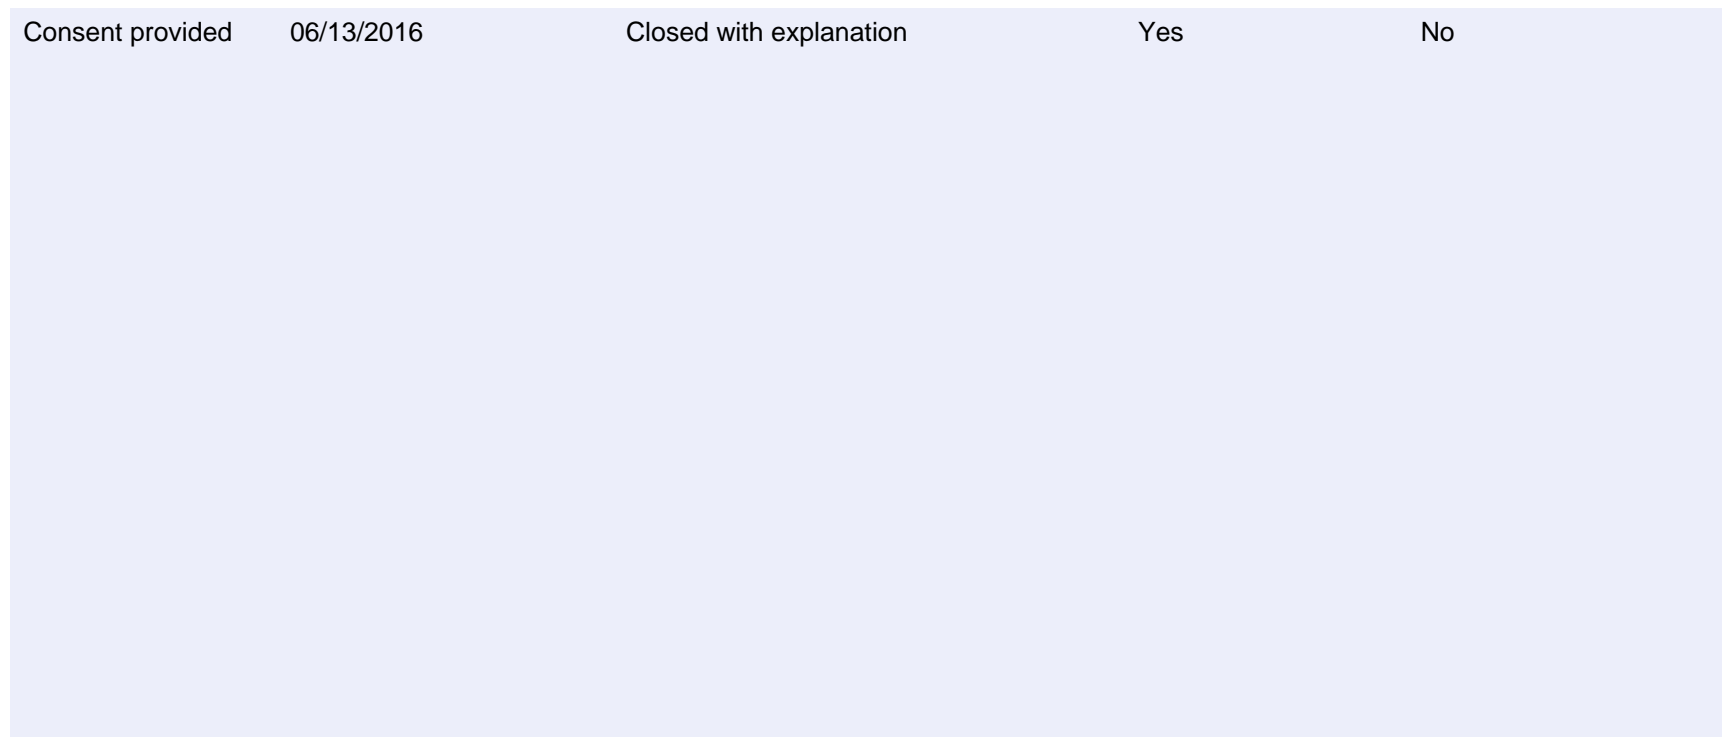 Consent provided 06/13/2016 Closed with explanation Yes No